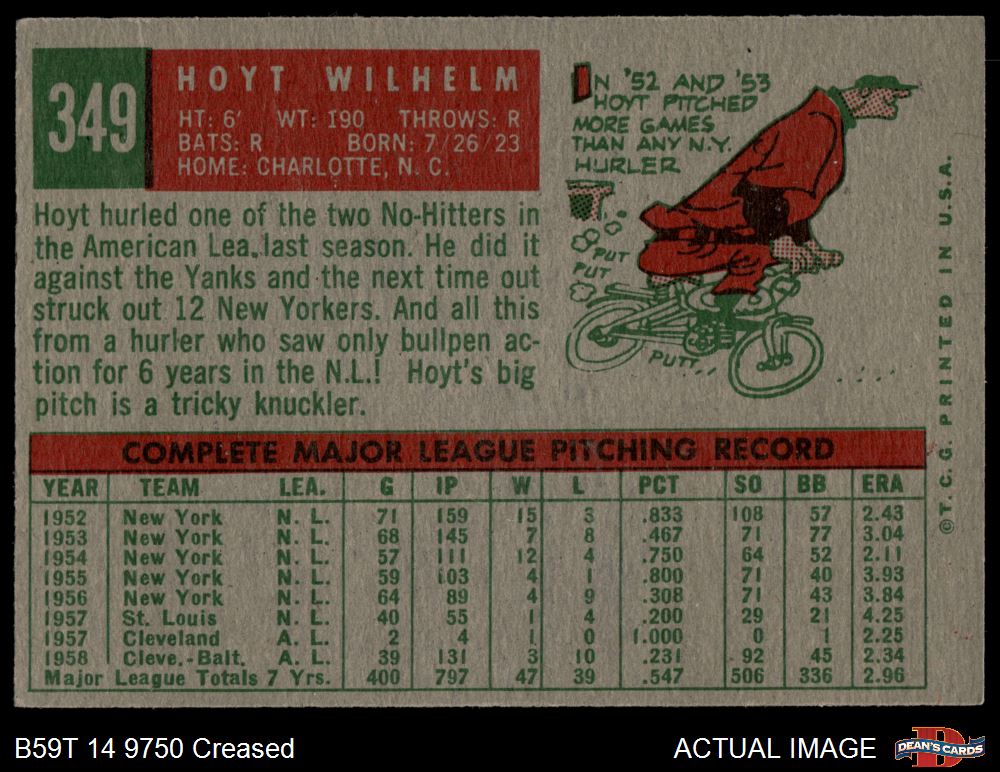 349
HOYT WILHELM
HT: 6' WT: 190 THROWS: R
BATS: R BORN: 7/26/23
HOME: CHARLOTTE, N. C.
Hoyt hurled one of the two No-Hitters in
the American Lea. last season. He did it
against the Yanks and the next time out
struck out 12 New Yorkers. And all this
from a hurler who saw only bullpen ac-
tion for 6 years in the N.L.! Hoyt's big
pitch is a tricky knuckler.
IN '52 AND '53
HOYT PITCHED
MORE GAMES
THAN ANY N.Y.
HURLER
PUT
PUT
PUTT...
COMPLETE MAJOR LEAGUE PITCHING RECORD
YEAR TEAM LEA. G IP W L PCT SO BB ERA
1952 New York N. L. 71 159 15 3 .833 108 57 2.43
1953 New York N. L. 68 145 7 8 .467 71 77 3.04
1954 New York N. L. 57 111 12 4 .750 64 52 2.11
1955 New York N. L. 59 103 4 1 .800 71 40 3.93
1956 New York N. L. 64 89 4 9 .308 71 43 3.84
1957 St. Louis N. L. 40 55 1 4 .200 29 21 4.25
1957 Cleveland A. L. 2 4 1 0 1.000 0 1 2.25
1958 Cleve.-Balt. A. L. 39 131 3 10 .231 92 45 2.34
Major League Totals 7 Yrs. 400 797 47 39 .547 506 336 2.96
© T. C. G. PRINTED IN U.S.A.
B59T 14 9750 Creased
ACTUAL IMAGE
DEAN'S CARDS